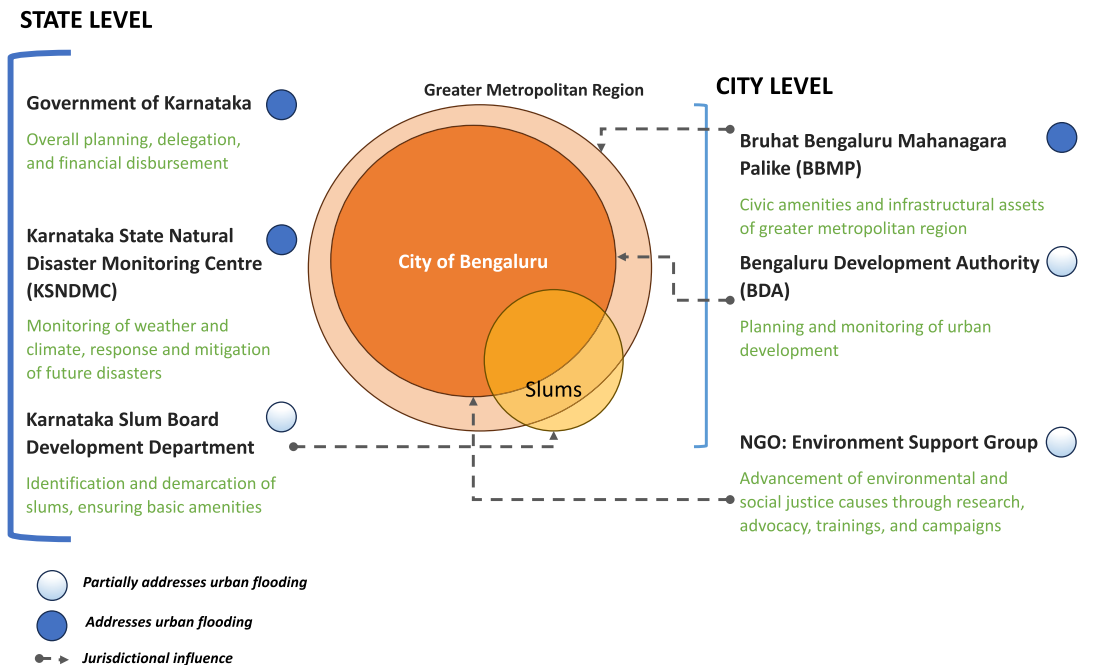 STATE LEVEL
Government of Karnataka
Overall planning, delegation,
and financial disbursement
Karnataka State Natural
Disaster Monitoring Centre
(KSNDMC)
Monitoring of weather and
climate, response and mitigation
of future disasters
Karnataka Slum Board
Development Department
Identification and demarcation of
slums, ensuring basic amenities
Greater Metropolitan Region
City of Bengaluru
Slums
CITY LEVEL
Bruhat Bengaluru Mahanagara
Palike (BBMP)
Civic amenities and infrastructural assets
of greater metropolitan region
Bengaluru Development Authority
(BDA)
Planning and monitoring of urban
development
NGO: Environment Support Group
Advancement of environmental and
social justice causes through research,
advocacy, trainings, and campaigns
Partially addresses urban flooding
Addresses urban flooding
Jurisdictional influence